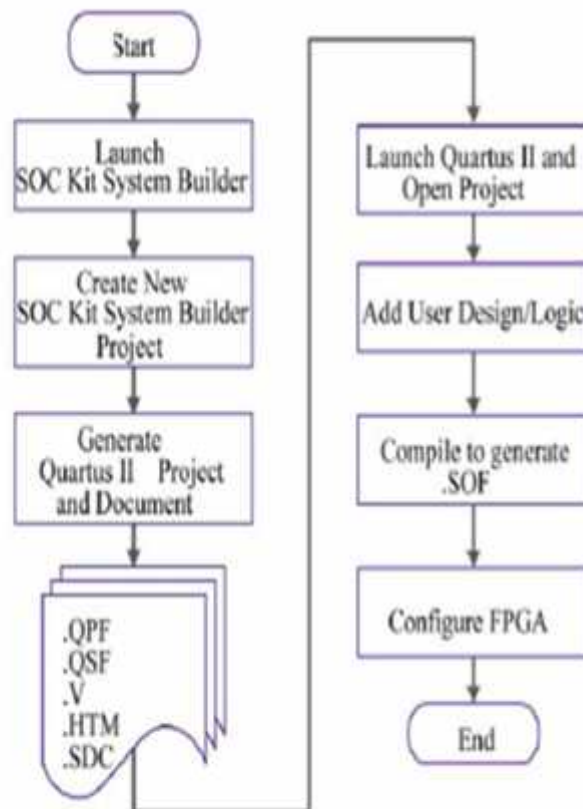 Start
Launch
SOC Kit System Builder
Create New
SOC Kit System Builder
Project
Generate
Quartus II Project
and Document
.QPF
.QSF
.V
.HTM
.SDC
Launch Quartus II and
Open Project
Add User Design/Logic
Compile to generate
.SOF
Configure FPGA
End